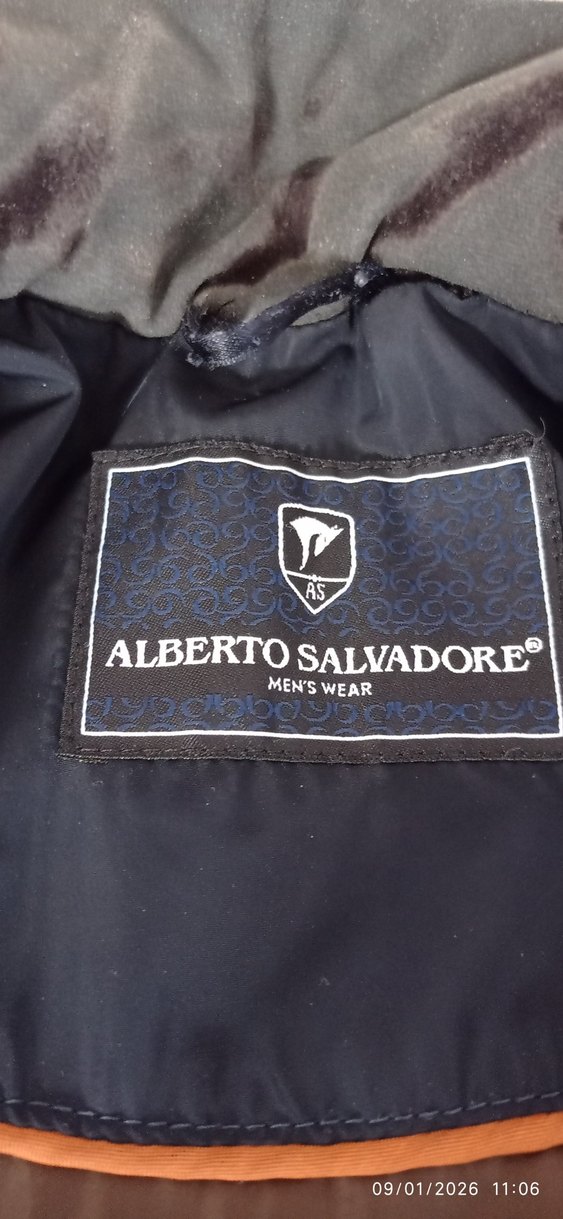 AS
ALBERTO SALVADORE®
MEN'S WEAR
09/01/2026 11:06